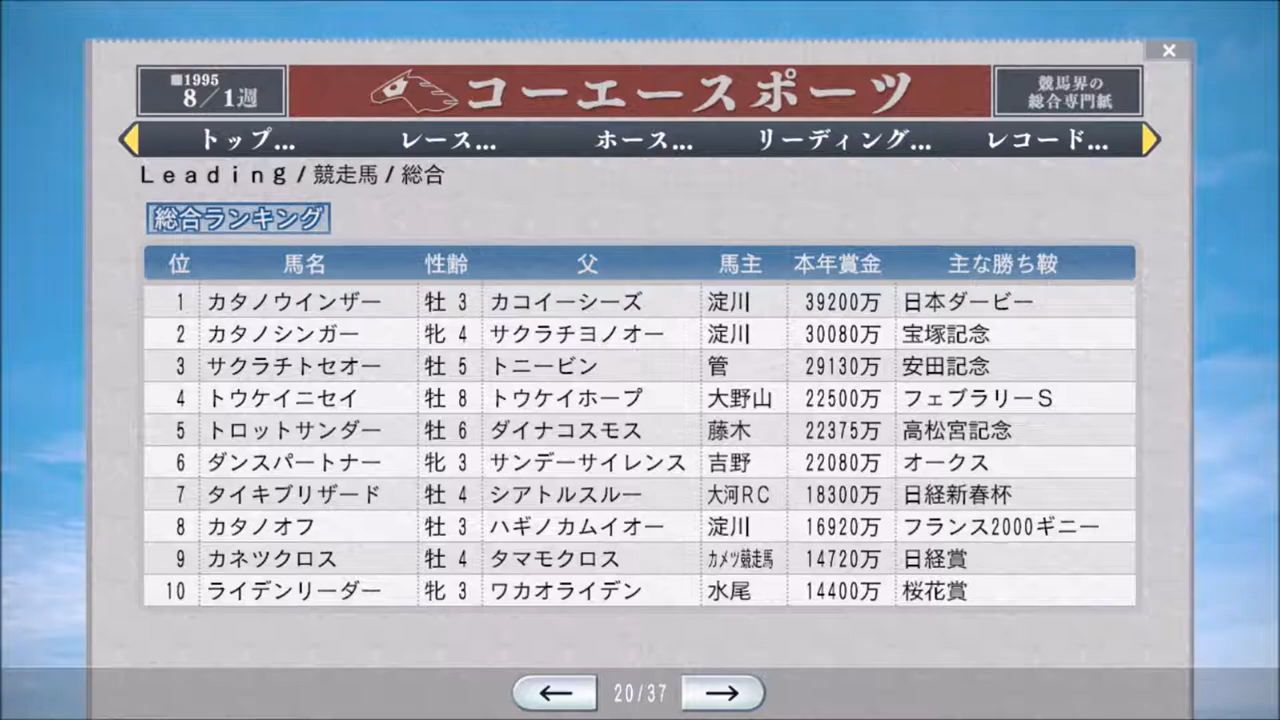 ■1995
8/1週
コーエースポーツ
競馬界の
総合専門紙
トップ... レース... ホース... リーディング... レコード...
Leading/競走馬/総合
総合ランキング
位 馬名 性齢 父 馬主 本年賞金 主な勝ち鞍
1 カタノウインザー 牡 3 カコイーシーズ 淀川 39200万 日本ダービー
2 カタノシンガー 牝 4 サクラチヨノオー 淀川 30080万 宝塚記念
3 サクラチトセオー 牡 5 トニービン 管 29130万 安田記念
4 トウケイニセイ 牡 8 トウケイホープ 大野山 22500万 フェブラリーS
5 トロットサンダー 牡 6 ダイナコスモス 藤木 22375万 高松宮記念
6 ダンスパートナー 牝 3 サンデーサイレンス 吉野 22080万 オークス
7 タイキブリザード 牡 4 シアトルスルー 大河RC 18300万 日経新春杯
8 カタノオフ 牡 3 ハギノカムイオー 淀川 16920万 フランス2000ギニー
9 カネツクロス 牡 4 タマモクロス カメツ競走馬 14720万 日経賞
10 ライデンリーダー 牝 3 ワカオライデン 水尾 14400万 桜花賞
← 20/37 →